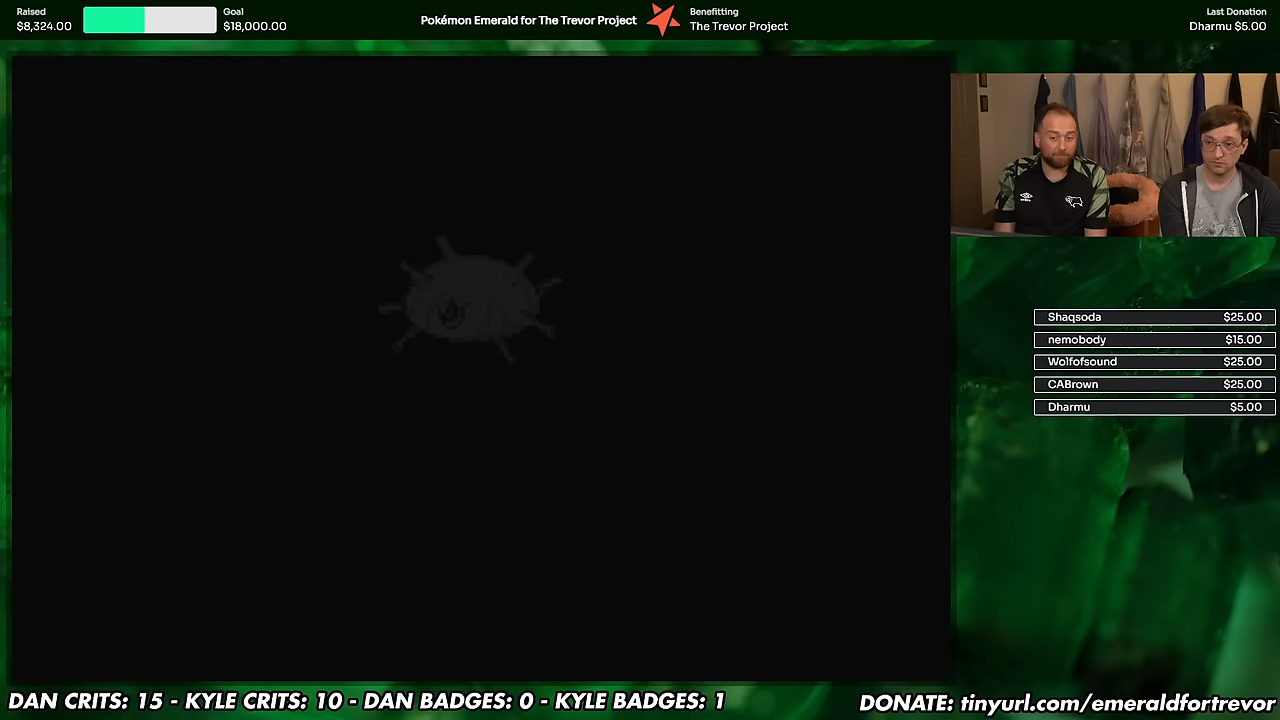 Raised
$8,324.00
Goal
$18,000.00
Pokémon Emerald for The Trevor Project
Benefitting
The Trevor Project
Last Donation
Dharmu $5.00
Shaqsoda $25.00
nemobody $15.00
Wolfofsound $25.00
CABrown $25.00
Dharmu $5.00
DAN CRITS: 15 - KYLE CRITS: 10 - DAN BADGES: 0 - KYLE BADGES: 1
DONATE: tinyurl.com/emeraldfortrevor